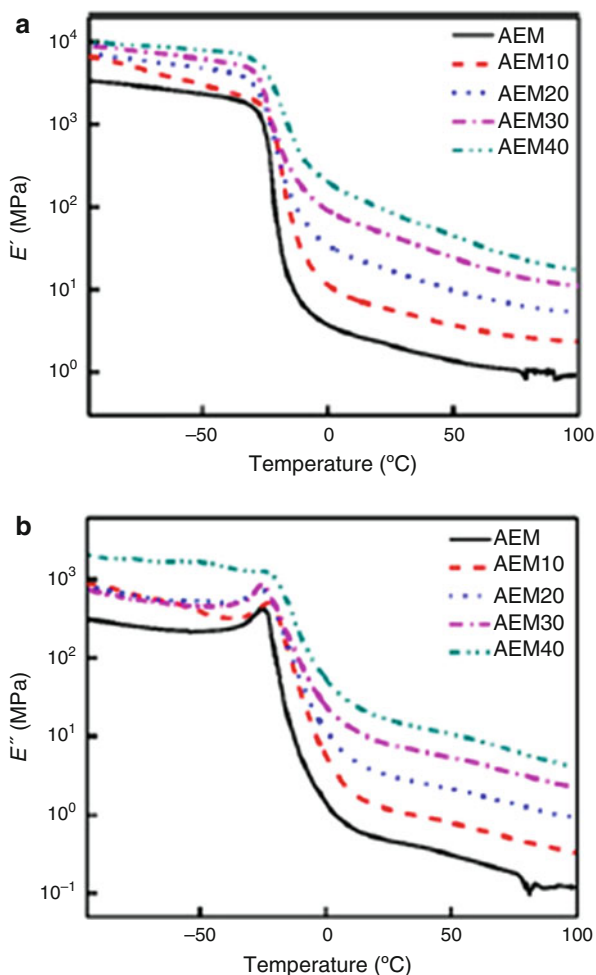 a
10⁴
10³
10²
10¹
10⁰
E′ (MPa)
AEM
AEM10
AEM20
AEM30
AEM40
–50
0
50
100
Temperature (ºC)
b
10³
10²
10¹
10⁰
10⁻¹
E″ (MPa)
AEM
AEM10
AEM20
AEM30
AEM40
–50
0
50
100
Temperature (ºC)